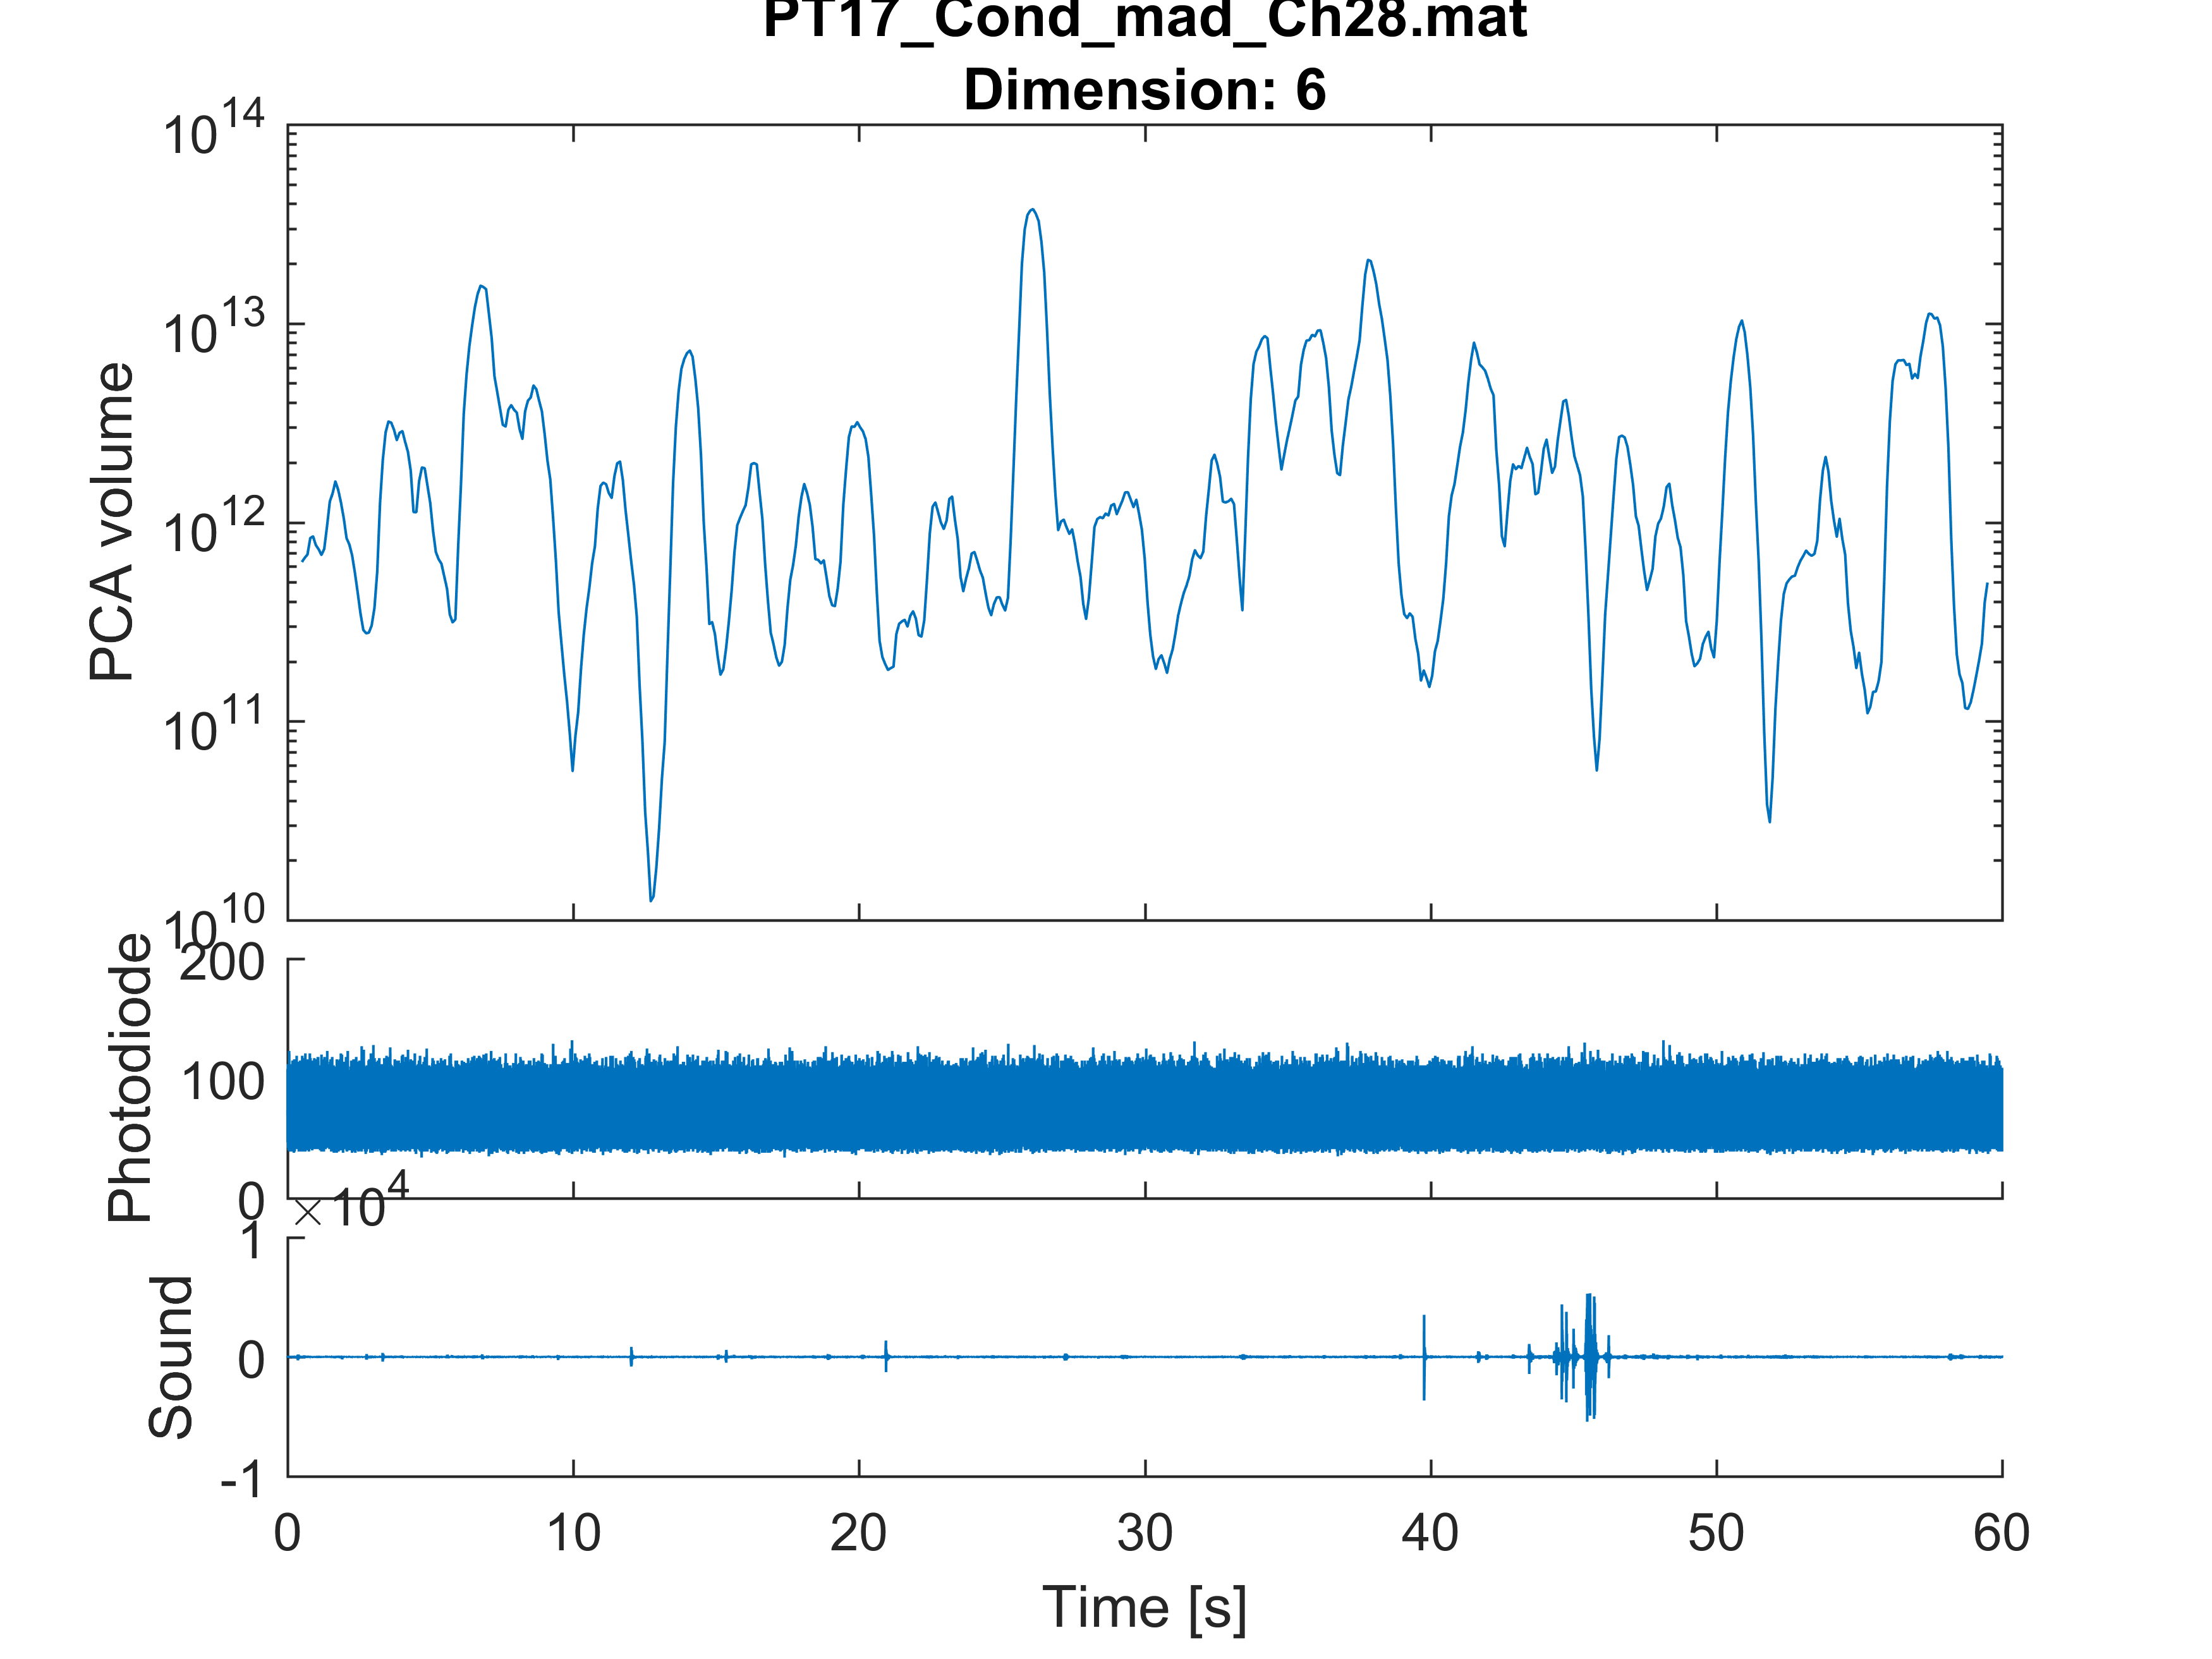 PT17_Cond_mad_Ch28.mat
Dimension: 6
PCA volume
10^14
10^13
10^12
10^11
10^10
Photodiode
200
100
0
×10^4
Sound
1
0
-1
0 10 20 30 40 50 60
Time [s]